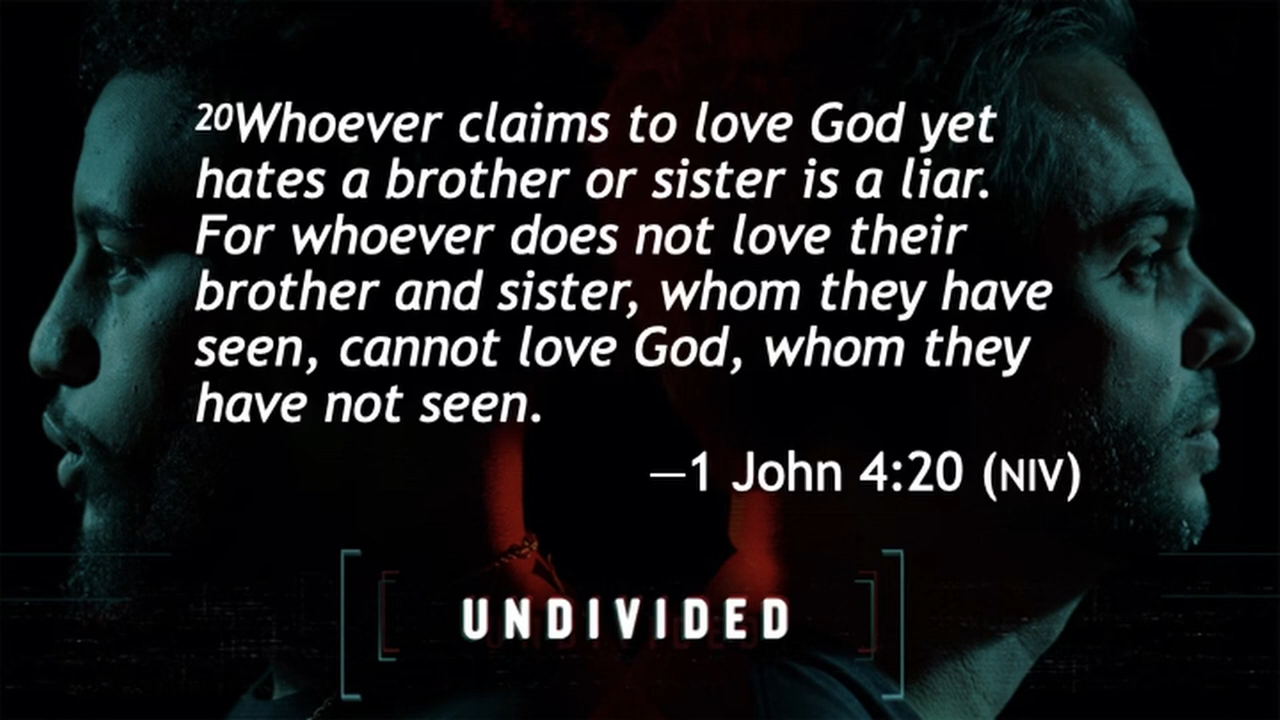 20Whoever claims to love God yet
hates a brother or sister is a liar.
For whoever does not love their
brother and sister, whom they have
seen, cannot love God, whom they
have not seen.
—1 John 4:20 (NIV)
UNDIVIDED